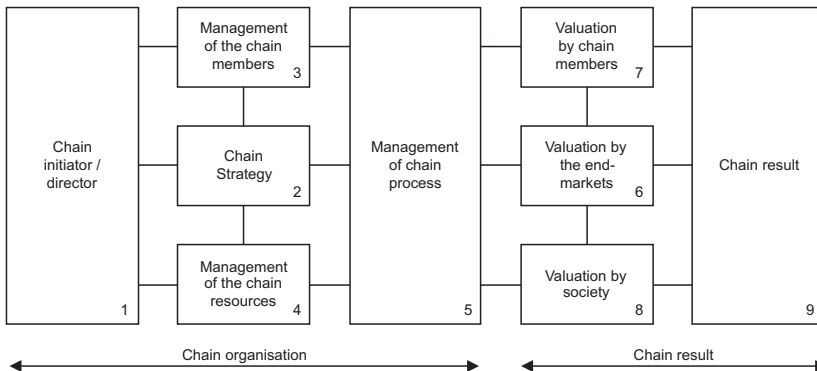 Chain
initiator /
director
1
Management
of the chain
members
3
Chain
Strategy
2
Management
of the chain
resources
4
Management
of chain
process
5
Valuation
by chain
members
7
Valuation by
the end-
markets
6
Valuation by
society
8
Chain result
9
Chain organisation
Chain result